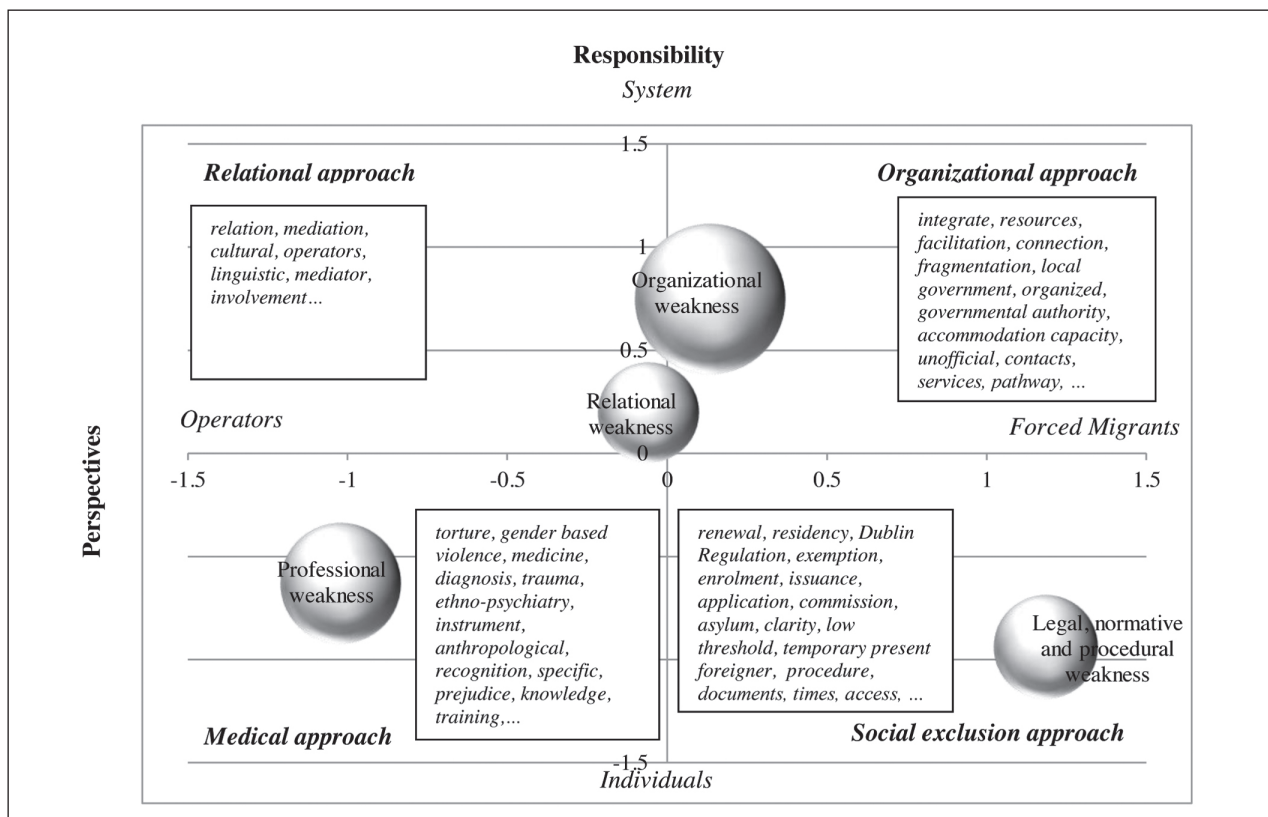 Responsibility
System
1.5
Relational approach
Organizational approach
relation, mediation,
cultural, operators,
linguistic, mediator,
involvement…
integrate, resources,
facilitation, connection,
fragmentation, local
government, organized,
governmental authority,
accommodation capacity,
unofficial, contacts,
services, pathway, …
1
Organizational
weakness
0.5
Relational
weakness
Operators
Forced Migrants
Perspectives
0
-1.5
-1
-0.5
0
0.5
1
1.5
Professional
weakness
torture, gender based
violence, medicine,
diagnosis, trauma,
ethno-psychiatry,
instrument,
anthropological,
recognition, specific,
prejudice, knowledge,
training,...
renewal, residency, Dublin
Regulation, exemption,
enrolment, issuance,
application, commission,
asylum, clarity, low
threshold, temporary present
foreigner, procedure,
documents, times, access, …
Legal, normative
and procedural
weakness
Medical approach
Social exclusion approach
-1.5
Individuals